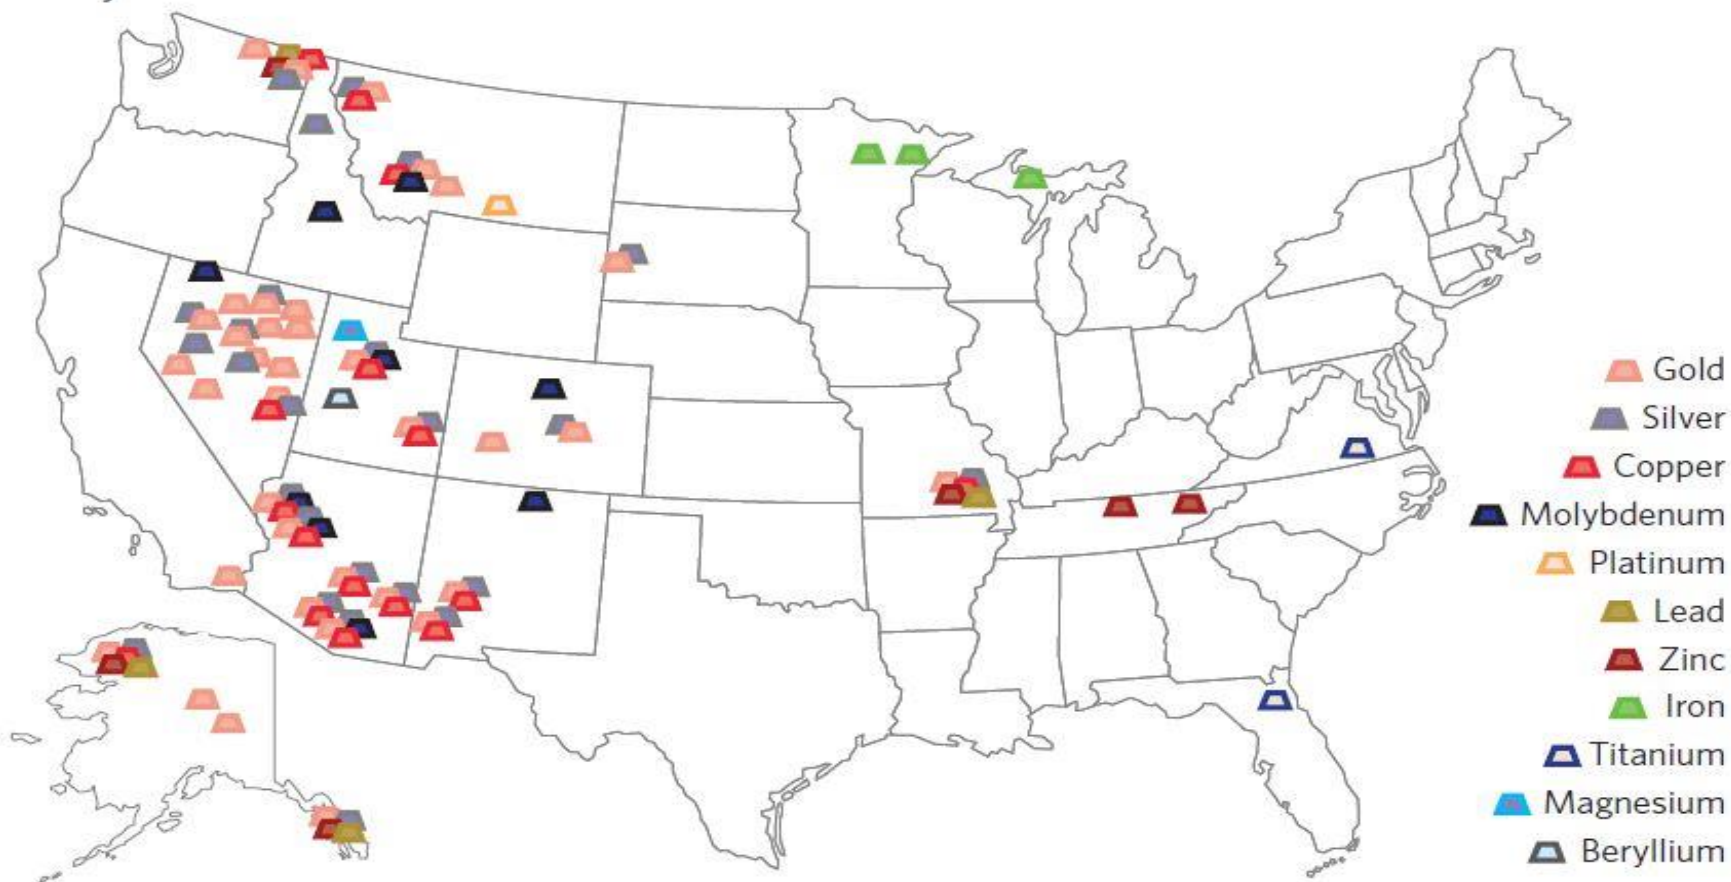 Gold
Silver
Copper
Molybdenum
Platinum
Lead
Zinc
Iron
Titanium
Magnesium
Beryllium